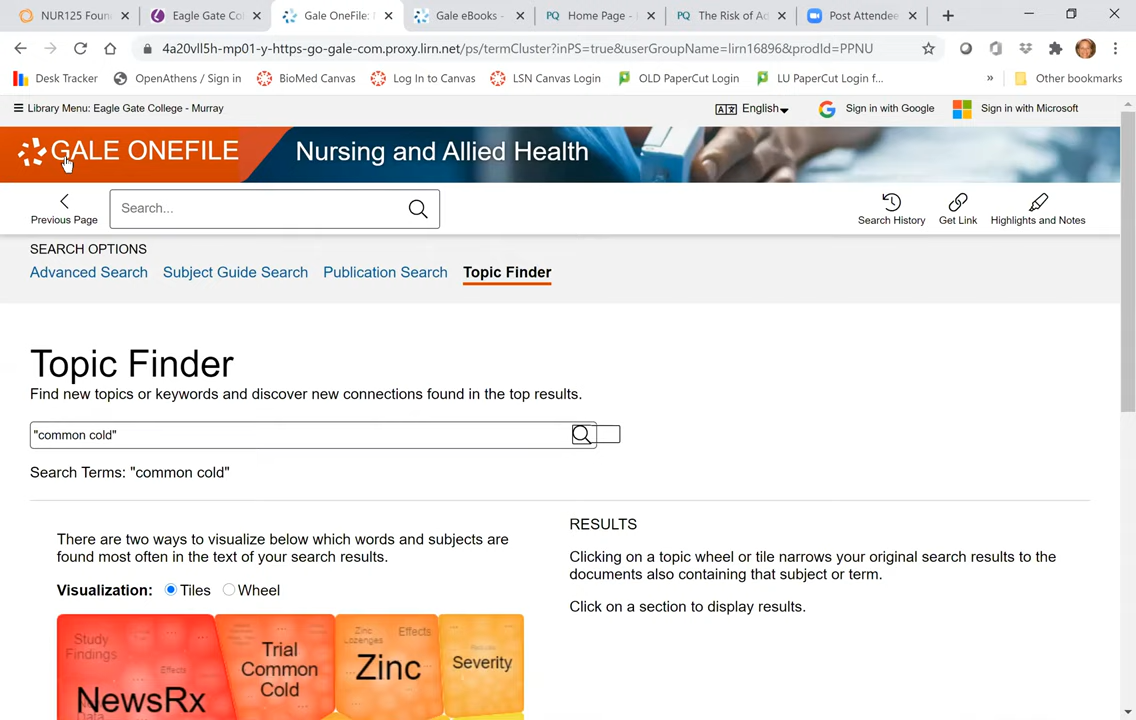 NUR125 Foun
Eagle Gate Co
Gale OneFile:
Gale eBooks -
PQ Home Page -
PQ The Risk of Ad
Post Attendee
4a20vll5h-mp01-y-https-go-gale-com.proxy.lirn.net/ps/termCluster?inPS=true&userGroupName=lirn16896&prodId=PPNU
Desk Tracker
OpenAthens / Sign in
BioMed Canvas
Log In to Canvas
LSN Canvas Login
OLD PaperCut Login
LU PaperCut Login f...
»
Other bookmarks
Library Menu: Eagle Gate College - Murray
English
Sign in with Google
Sign in with Microsoft
GALE ONEFILE
Nursing and Allied Health
Previous Page
Search...
Search History
Get Link
Highlights and Notes
SEARCH OPTIONS
Advanced Search
Subject Guide Search
Publication Search
Topic Finder
Topic Finder
Find new topics or keywords and discover new connections found in the top results.
"common cold"
Search Terms: "common cold"
There are two ways to visualize below which words and subjects are
found most often in the text of your search results.
Visualization:
Tiles
Wheel
RESULTS
Clicking on a topic wheel or tile narrows your original search results to the
documents also containing that subject or term.
Click on a section to display results.
Study
Findings
Effects
NewsRx
Data
Trial
Common
Cold
Zinc
Lozenges
Effects
Zinc
Severity